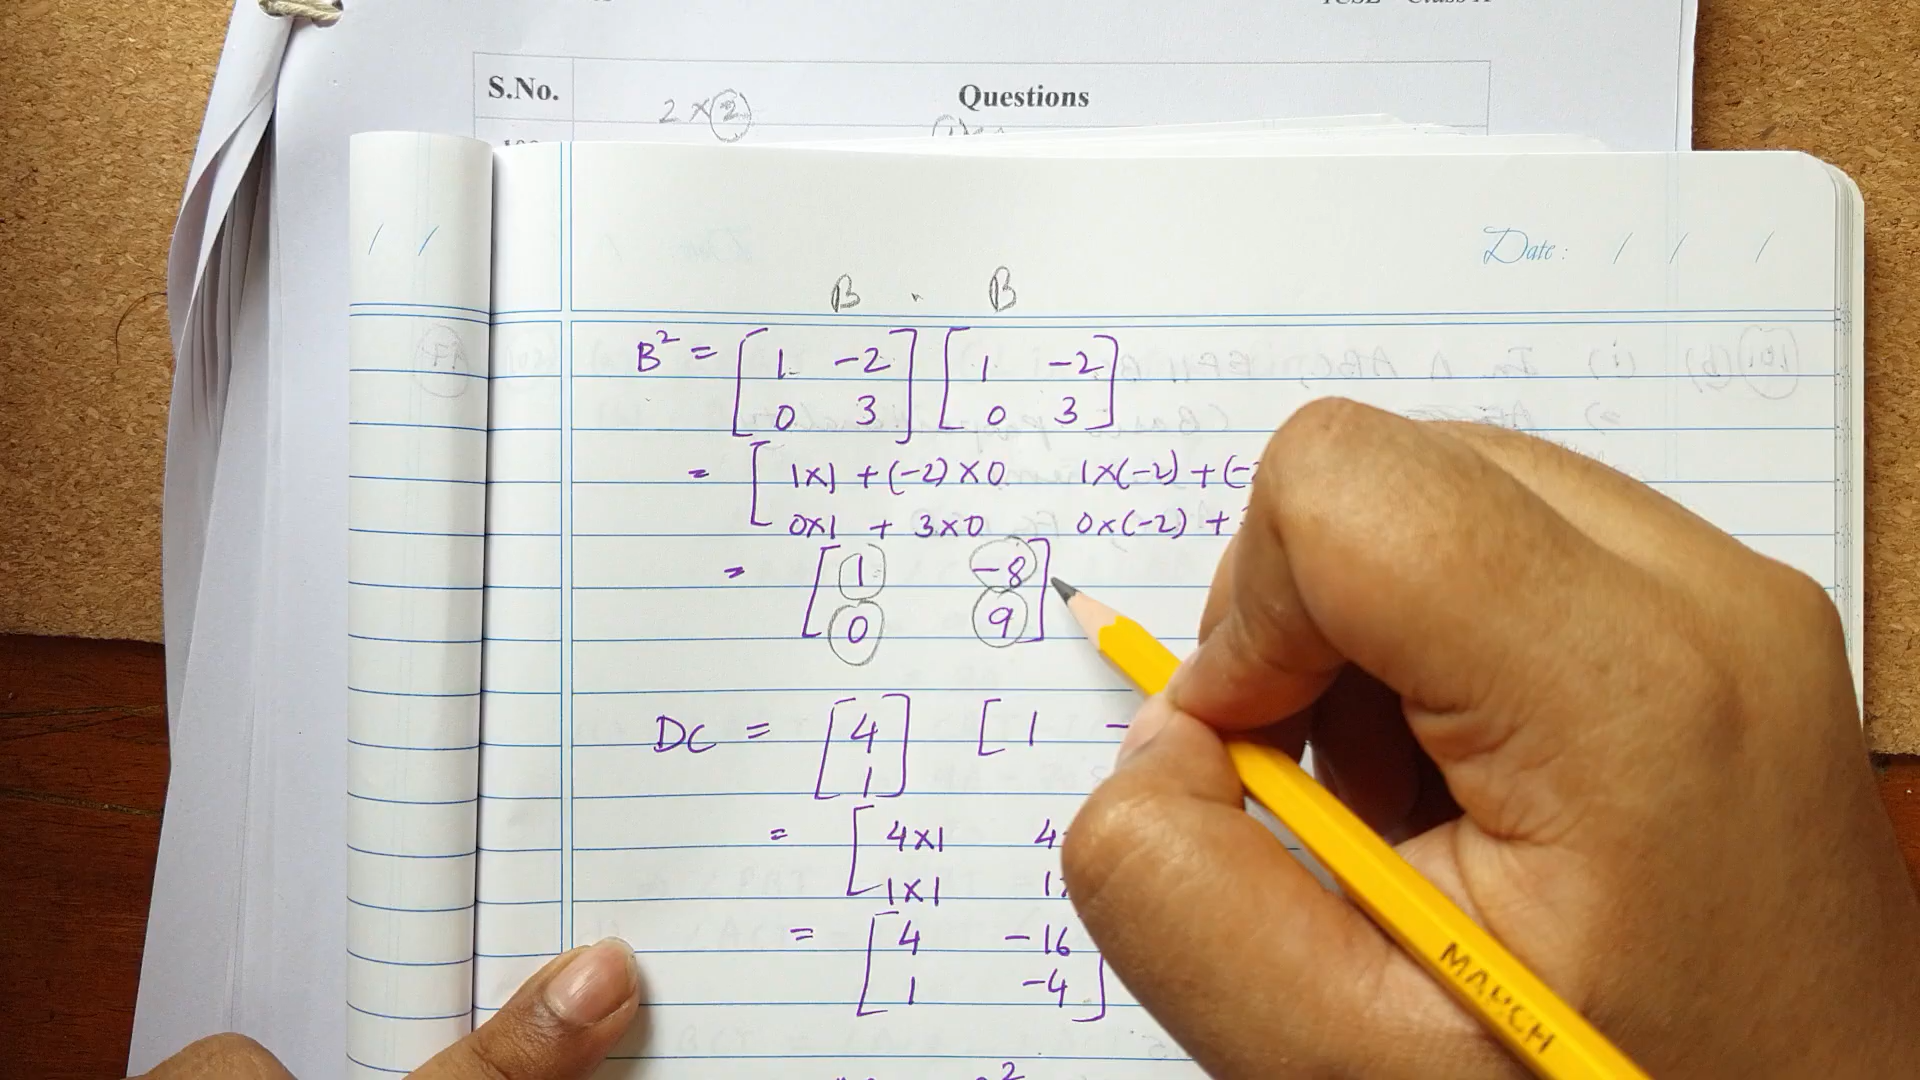 S.No. Questions
2 × 2
Date: / / /
/ /
B . B
B² = [ 1 -2 ] [ 1 -2 ]
0 3 0 3
= [ 1×1 + (-2) × 0 1×(-2) + (-
0×1 + 3×0 0×(-2) +
= [ 1 -8 ]
0 9
DC = [ 4 ] [ 1 -
1
= [ 4×1 4
1×1 1
= [ 4 -16
1 -4 ]
2
MARCH